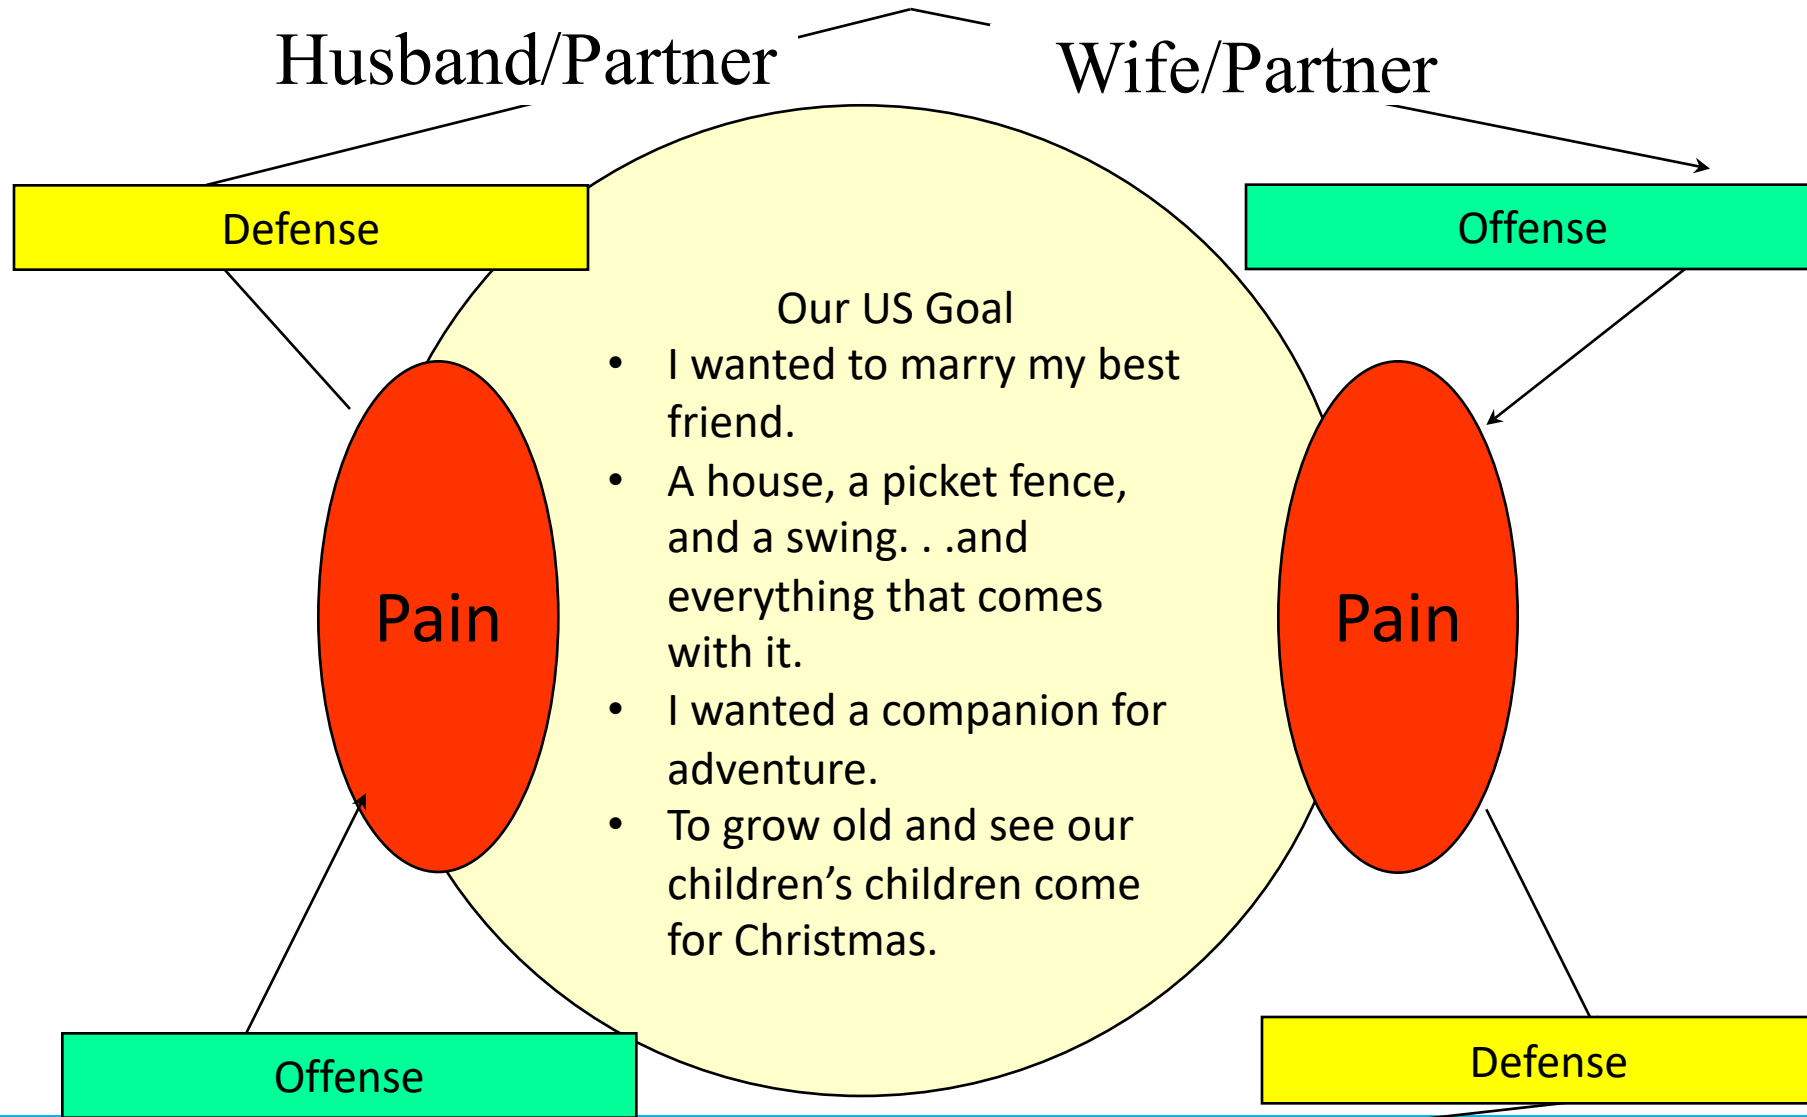 Husband/Partner
Wife/Partner
Defense
Offense
Our US Goal
• I wanted to marry my best
friend.
• A house, a picket fence,
and a swing. . .and
everything that comes
with it.
• I wanted a companion for
adventure.
• To grow old and see our
children’s children come
for Christmas.
Pain
Pain
Offense
Defense